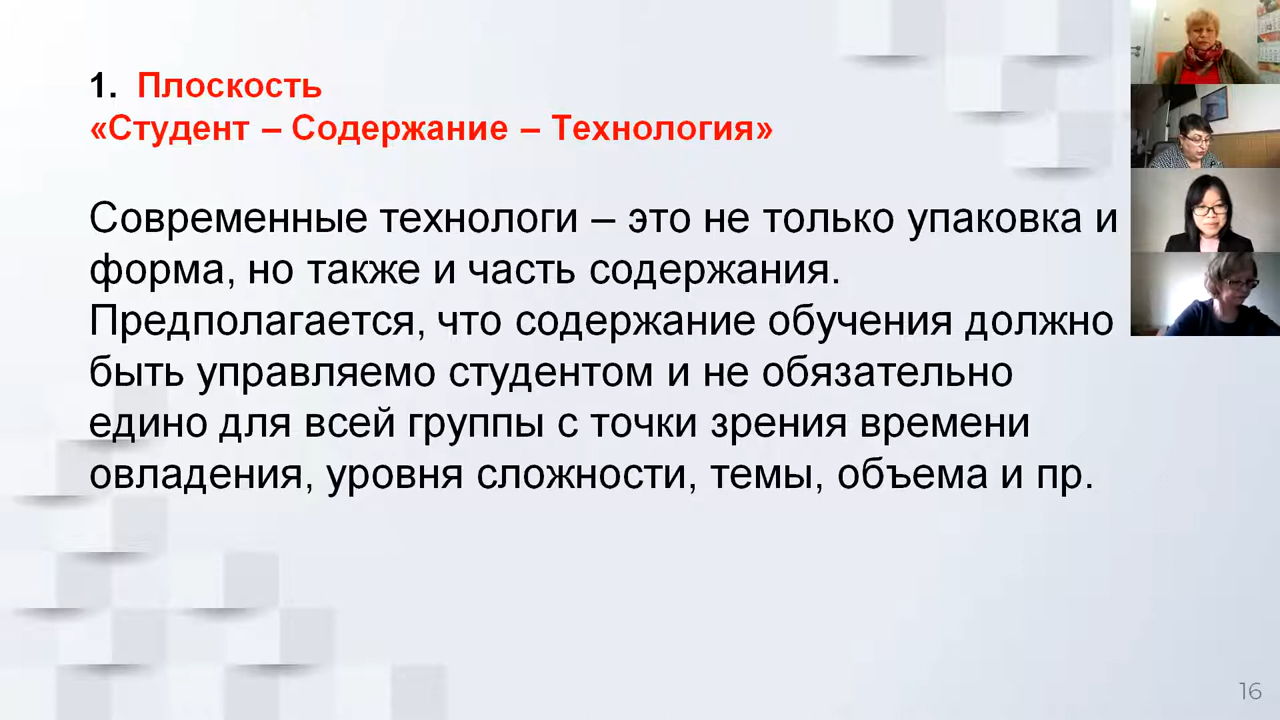 1. Плоскость
«Студент – Содержание – Технология»
Современные технологи – это не только упаковка и
форма, но также и часть содержания.
Предполагается, что содержание обучения должно
быть управляемо студентом и не обязательно
едино для всей группы с точки зрения времени
овладения, уровня сложности, темы, объема и пр.
16